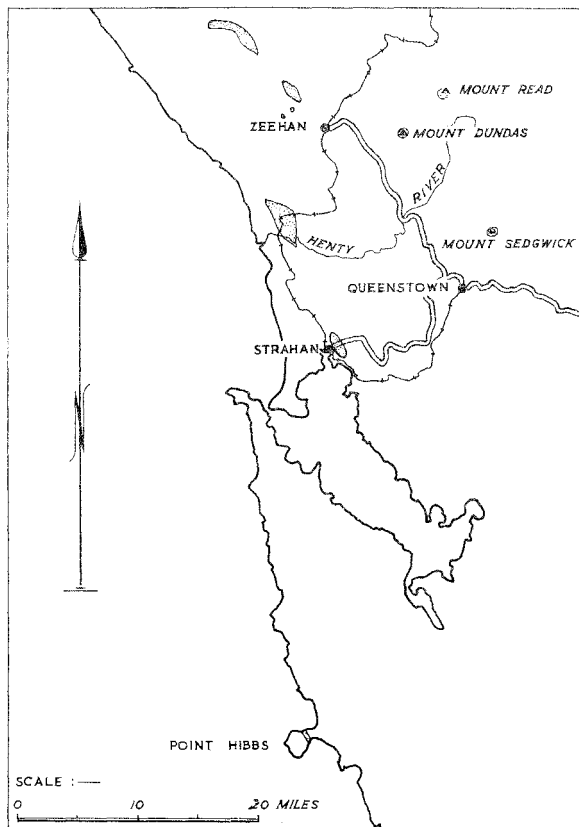 MOUNT READ
ZEEHAN
MOUNT DUNDAS
RIVER
HENTY
MOUNT SEDGWICK
QUEENSTOWN
STRAHAN
POINT HIBBS
SCALE :—
0 10 20 MILES